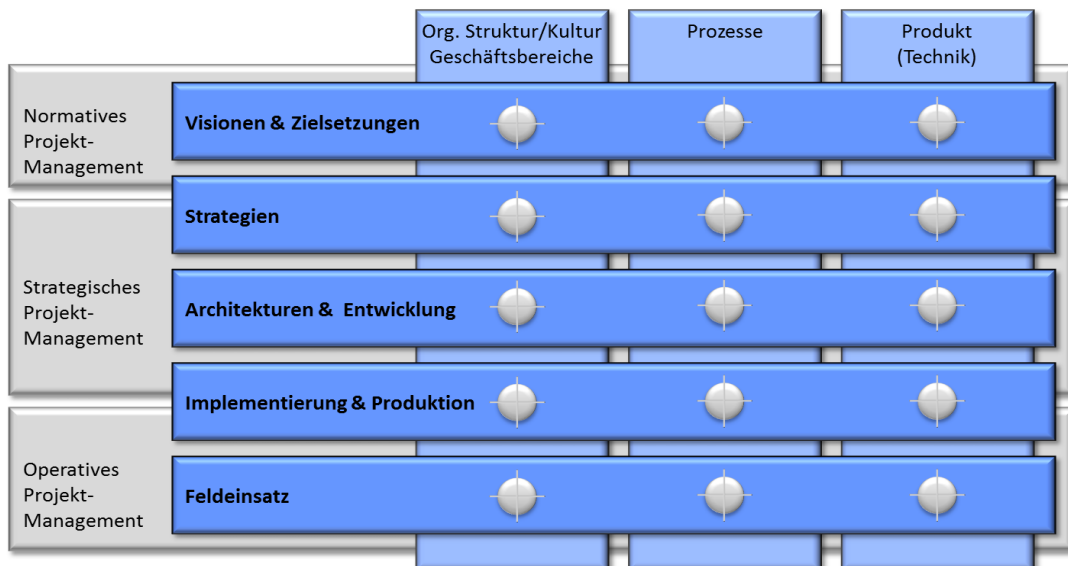 Org. Struktur/Kultur
Geschäftsbereiche
Prozesse
Produkt
(Technik)
Normatives
Projekt-
Management
Visionen & Zielsetzungen
Strategien
Strategisches
Projekt-
Management
Architekturen &  Entwicklung
Implementierung & Produktion
Operatives
Projekt-
Management
Feldeinsatz